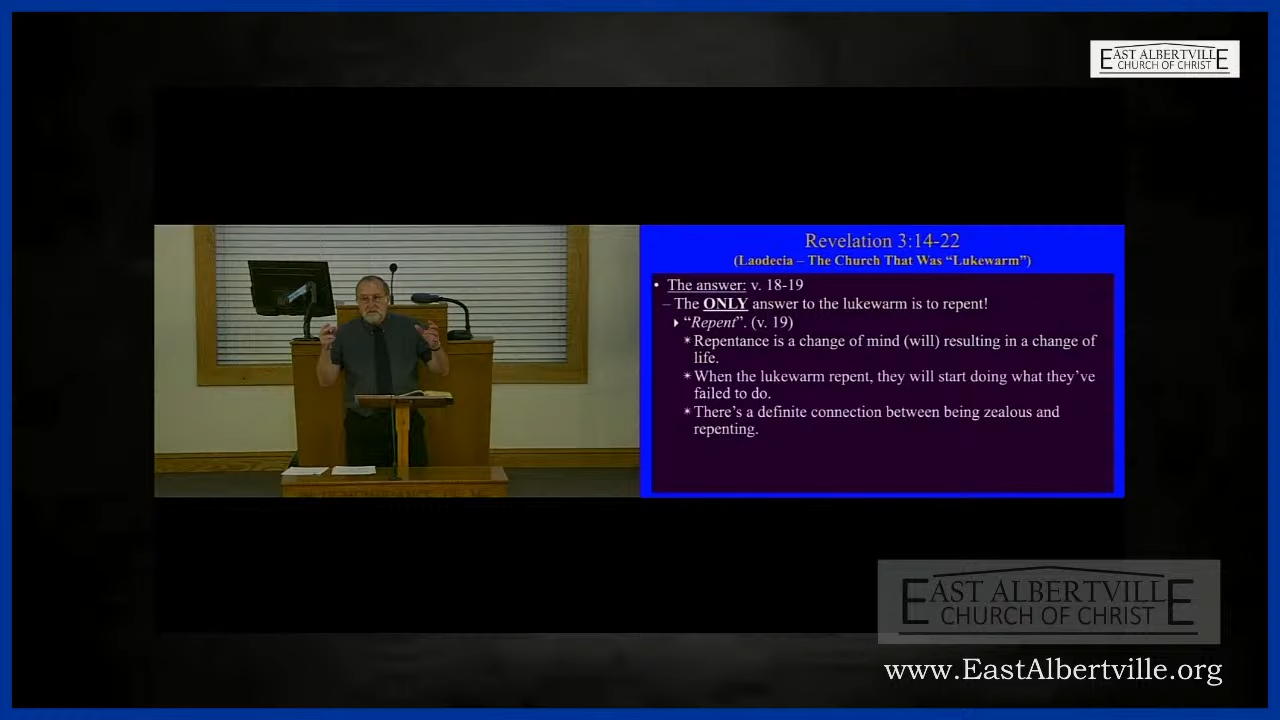 EAST ALBERTVILLE
CHURCH OF CHRIST
Revelation 3:14-22
(Laodecia – The Church That Was “Lukewarm”)
• The answer: v. 18-19
– The ONLY answer to the lukewarm is to repent!
“Repent”. (v. 19)
* Repentance is a change of mind (will) resulting in a change of
life.
* When the lukewarm repent, they will start doing what they’ve
failed to do.
* There’s a definite connection between being zealous and
repenting.
EAST ALBERTVILLE
CHURCH OF CHRIST
www.EastAlbertville.org